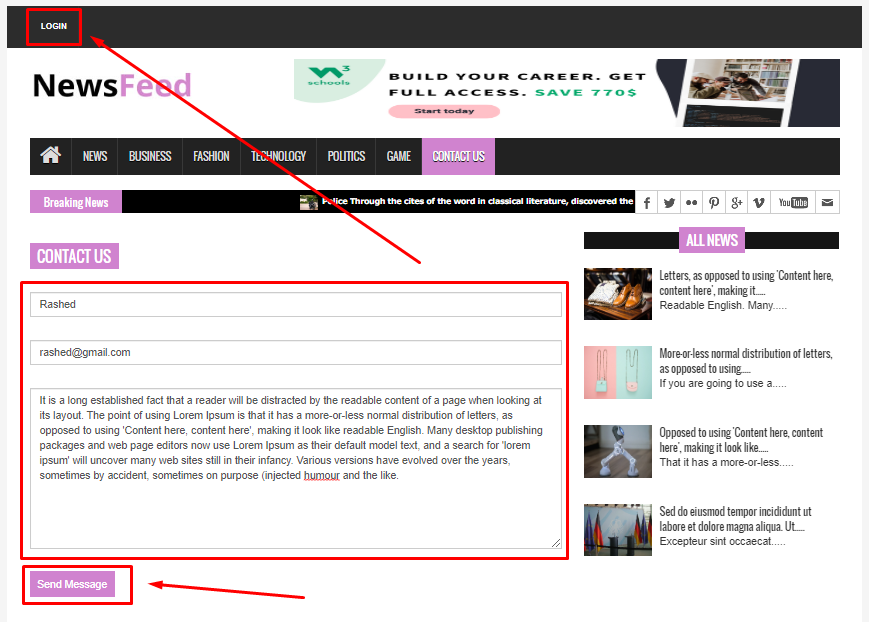 LOGIN
NewsFeed
W3 schools
BUILD YOUR CAREER. GET
FULL ACCESS. SAVE 770$
Start today
NEWS BUSINESS FASHION TECHNOLOGY POLITICS GAME CONTACT US
Breaking News
Police Through the cites of the word in classical literature, discovered the
f g+ You Tube
CONTACT US
ALL NEWS
Rashed
rashed@gmail.com
It is a long established fact that a reader will be distracted by the readable content of a page when looking at
its layout. The point of using Lorem Ipsum is that it has a more-or-less normal distribution of letters, as
opposed to using 'Content here, content here', making it look like readable English. Many desktop publishing
packages and web page editors now use Lorem Ipsum as their default model text, and a search for 'lorem
ipsum' will uncover many web sites still in their infancy. Various versions have evolved over the years,
sometimes by accident, sometimes on purpose (injected humour and the like.
Send Message
Letters, as opposed to using 'Content here,
content here', making it.....
Readable English. Many.....
More-or-less normal distribution of letters,
as opposed to using.....
If you are going to use a.....
Opposed to using 'Content here, content
here', making it look like.....
That it has a more-or-less.....
Sed do eiusmod tempor incididunt ut
labore et dolore magna aliqua. Ut.....
Excepteur sint occaecat.....